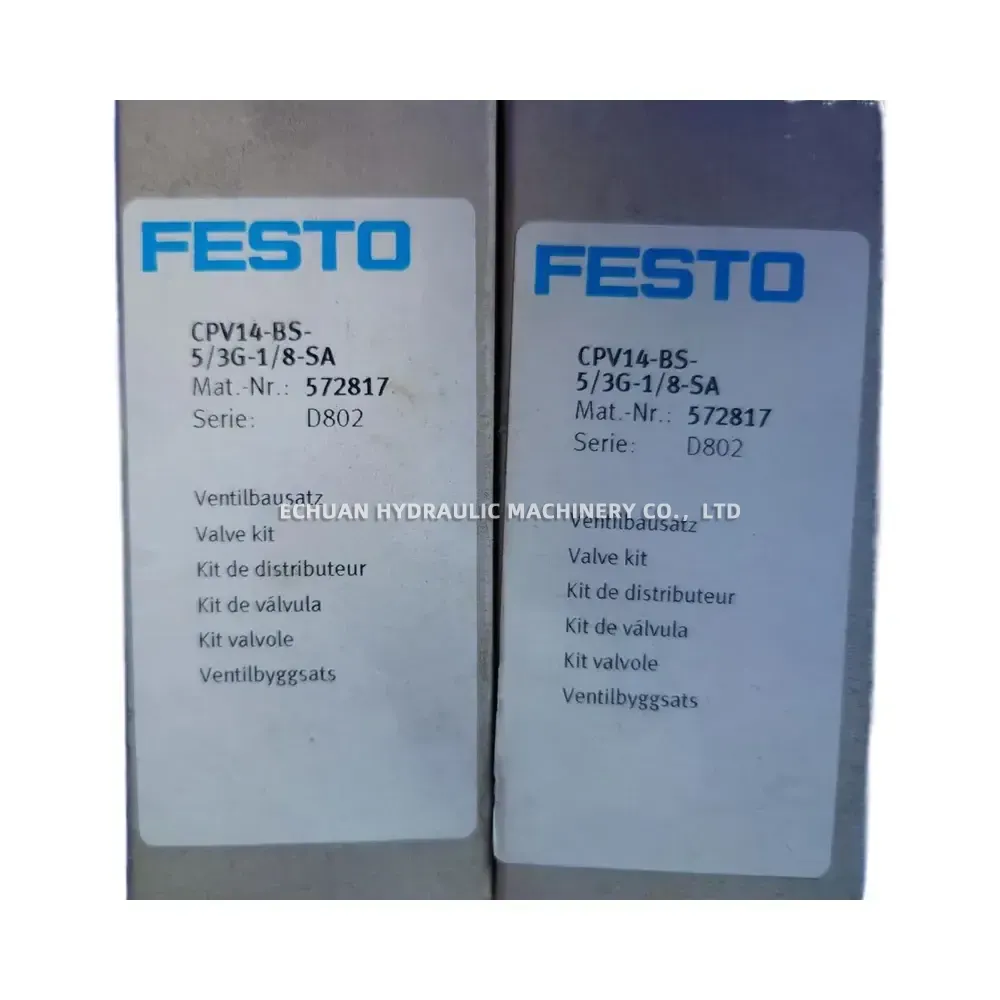 FESTO
CPV14-BS-
5/3G-1/8-SA
Mat.-Nr.: 572817
Serie: D802
Ventilbausatz
Valve kit
Kit de distributeur
Kit de válvula
Kit valvole
Ventilbyggsats
FESTO
CPV14-BS-
5/3G-1/8-SA
Mat.-Nr.: 572817
Serie: D802
Ventilbausatz
Valve kit
Kit de distributeur
Kit de válvula
Kit valvole
Ventilbyggsats
ECHUAN HYDRAULIC MACHINERY CO., LTD